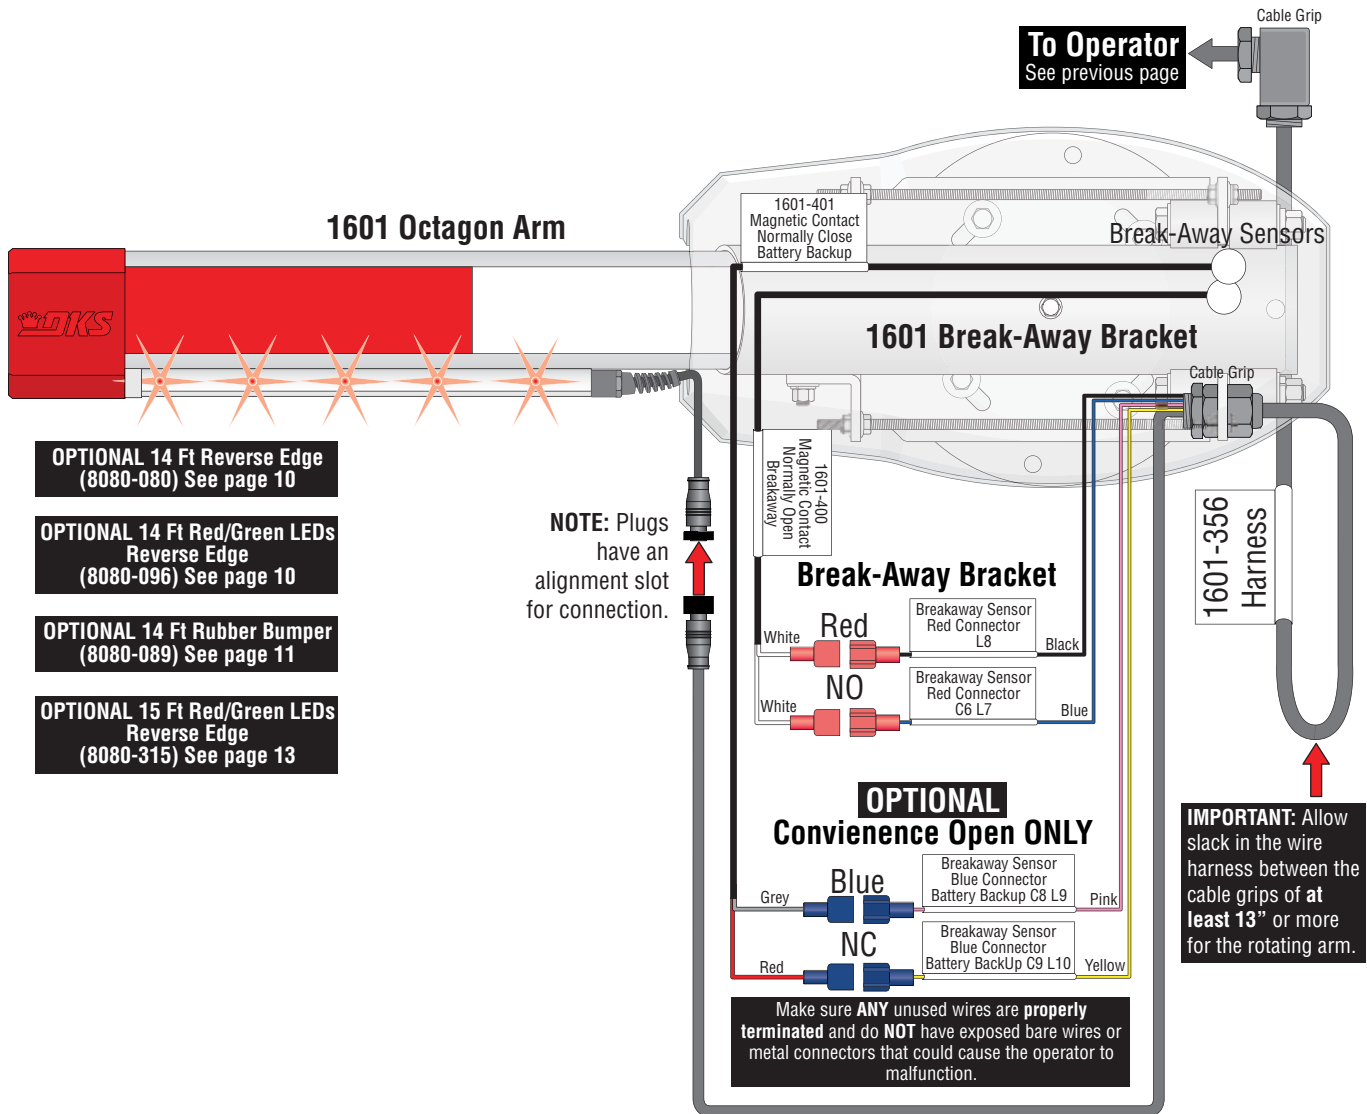 Cable Grip
To Operator
See previous page
1601 Octagon Arm
1601-401
Magnetic Contact
Normally Close
Battery Backup
Break-Away Sensors
1601 Break-Away Bracket
Cable Grip
DKS
OPTIONAL 14 Ft Reverse Edge
(8080-080) See page 10
OPTIONAL 14 Ft Red/Green LEDs
Reverse Edge
(8080-096) See page 10
OPTIONAL 14 Ft Rubber Bumper
(8080-089) See page 11
OPTIONAL 15 Ft Red/Green LEDs
Reverse Edge
(8080-315) See page 13
NOTE: Plugs
have an
alignment slot
for connection.
1601-400
Magnetic Contact
Normally Open
Breakaway
1601-356
Harness
Break-Away Bracket
White
Red
Breakaway Sensor
Red Connector
L8
Black
White
NO
Breakaway Sensor
Red Connector
C6 L7
Blue
OPTIONAL
Convienence Open ONLY
Grey
Blue
Breakaway Sensor
Blue Connector
Battery Backup C8 L9
Pink
Red
NC
Breakaway Sensor
Blue Connector
Battery BackUp C9 L10
Yellow
IMPORTANT: Allow
slack in the wire
harness between the
cable grips of at
least 13” or more
for the rotating arm.
Make sure ANY unused wires are properly
terminated and do NOT have exposed bare wires or
metal connectors that could cause the operator to
malfunction.